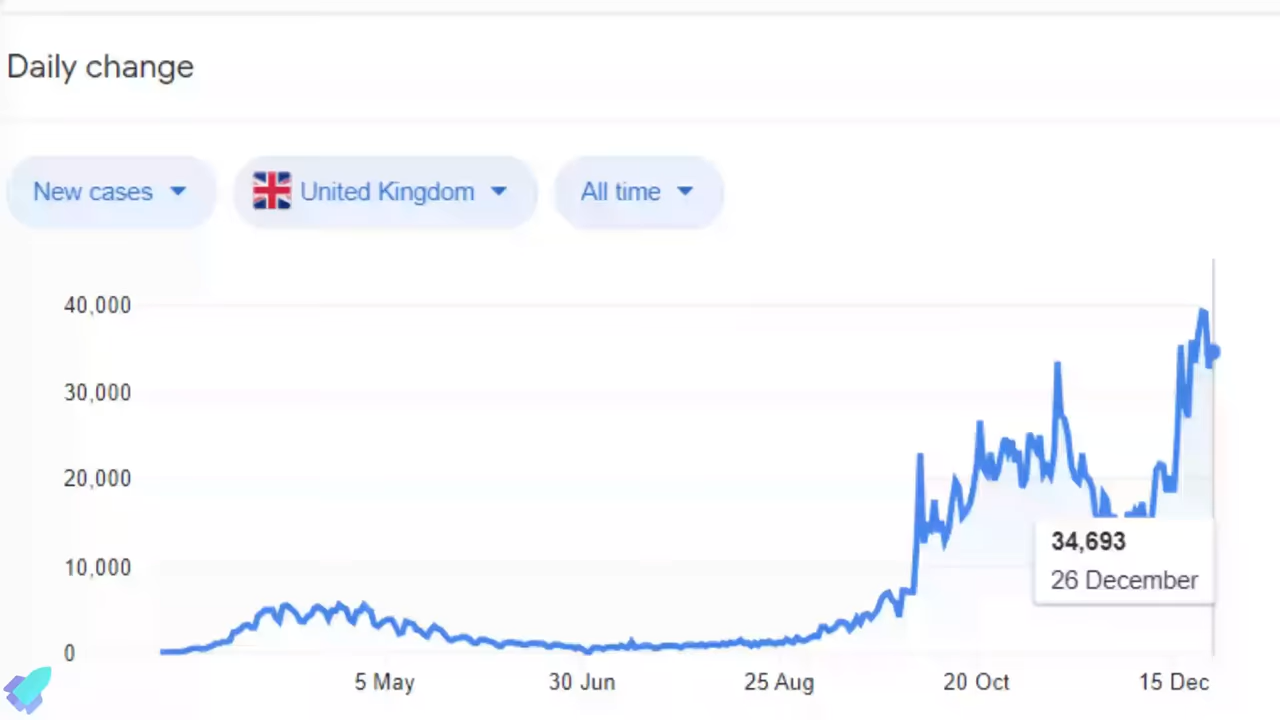 Daily change
New cases
United Kingdom
All time
40,000
30,000
20,000
10,000
0
34,693
26 December
5 May
30 Jun
25 Aug
20 Oct
15 Dec